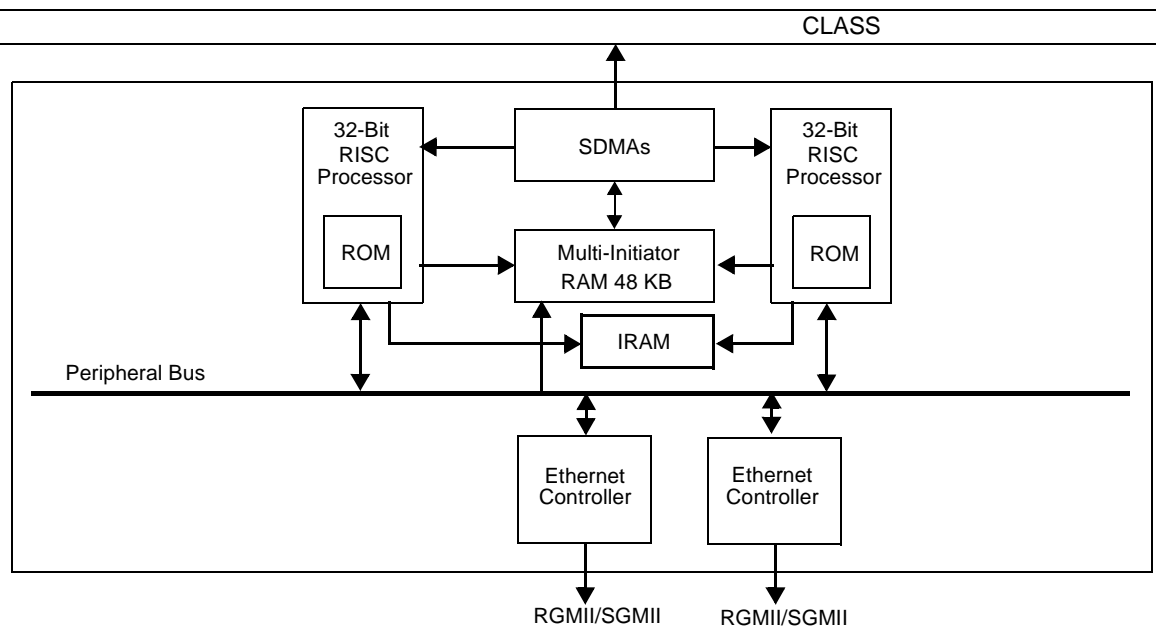 CLASS
32-Bit
RISC
Processor
ROM
SDMAs
32-Bit
RISC
Processor
ROM
Multi-Initiator
RAM 48 KB
IRAM
Peripheral Bus
Ethernet
Controller
Ethernet
Controller
RGMII/SGMII
RGMII/SGMII